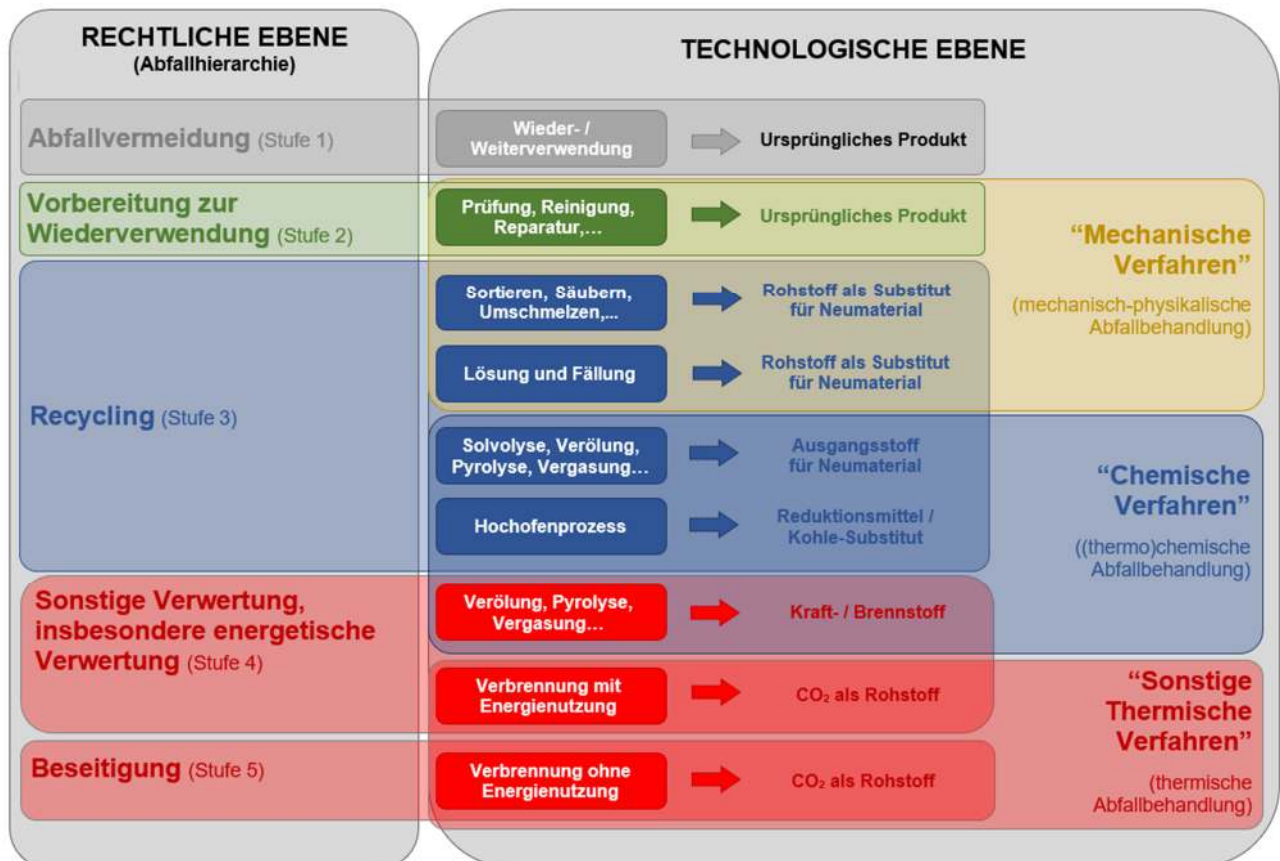 RECHTLICHE EBENE
(Abfallhierarchie)
TECHNOLOGISCHE EBENE
Abfallvermeidung (Stufe 1)
Wieder- /
Weiterverwendung
Ursprüngliches Produkt
Vorbereitung zur
Wiederverwendung (Stufe 2)
Prüfung, Reinigung,
Reparatur,...
Ursprüngliches Produkt
“Mechanische
Verfahren”
(mechanisch-physikalische
Abfallbehandlung)
Recycling (Stufe 3)
Sortieren, Säubern,
Umschmelzen,...
Rohstoff als Substitut
für Neumaterial
Lösung und Fällung
Rohstoff als Substitut
für Neumaterial
Solvolyse, Verölung,
Pyrolyse, Vergasung…
Ausgangsstoff
für Neumaterial
“Chemische
Verfahren”
((thermo)chemische
Abfallbehandlung)
Hochofenprozess
Reduktionsmittel /
Kohle-Substitut
Sonstige Verwertung,
insbesondere energetische
Verwertung (Stufe 4)
Verölung, Pyrolyse,
Vergasung…
Kraft- / Brennstoff
Verbrennung mit
Energienutzung
CO₂ als Rohstoff
“Sonstige
Thermische
Verfahren”
(thermische
Abfallbehandlung)
Beseitigung (Stufe 5)
Verbrennung ohne
Energienutzung
CO₂ als Rohstoff